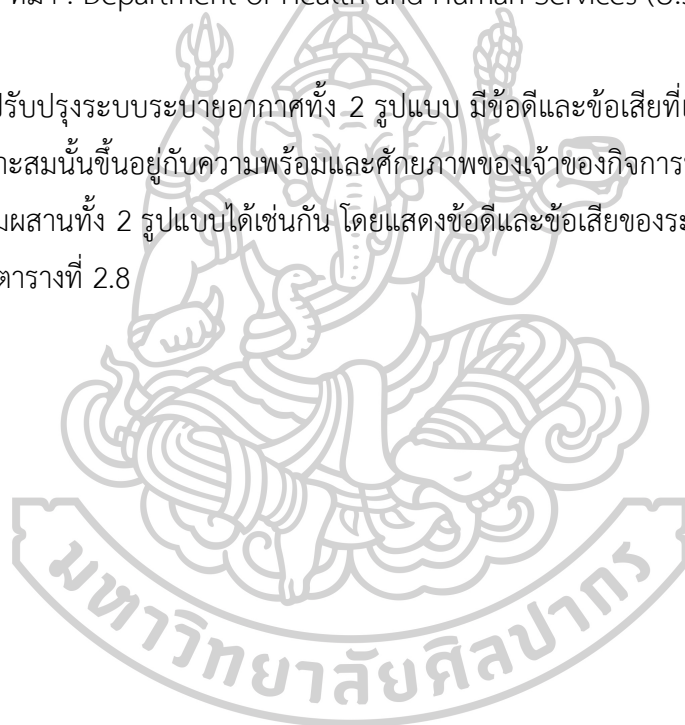 ที่มา : Department of Health and Human Services (U.S
ปรับปรุงระบบระบายอากาศทั้ง 2 รูปแบบ มีข้อดีและข้อเสียที่
าะสมนั้นขึ้นอยู่กับความพร้อมและศักยภาพของเจ้าของกิจการ
มผสานทั้ง 2 รูปแบบได้เช่นกัน โดยแสดงข้อดีและข้อเสียของระ
ตารางที่ 2.8
มหาวิทยาลัยศิลปากร